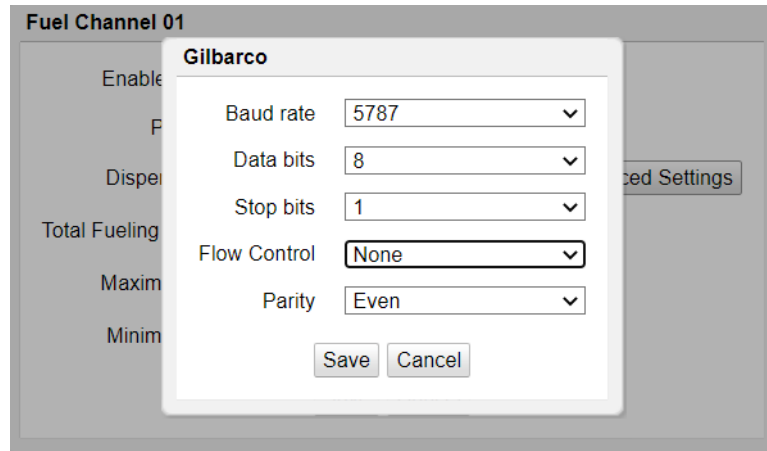 Fuel Channel 01
Gilbarco
Enable
Baud rate 5787
P
Data bits 8
Disper
ced Settings
Stop bits 1
Total Fueling
Flow Control None
Maxim
Parity Even
Minim
Save Cancel